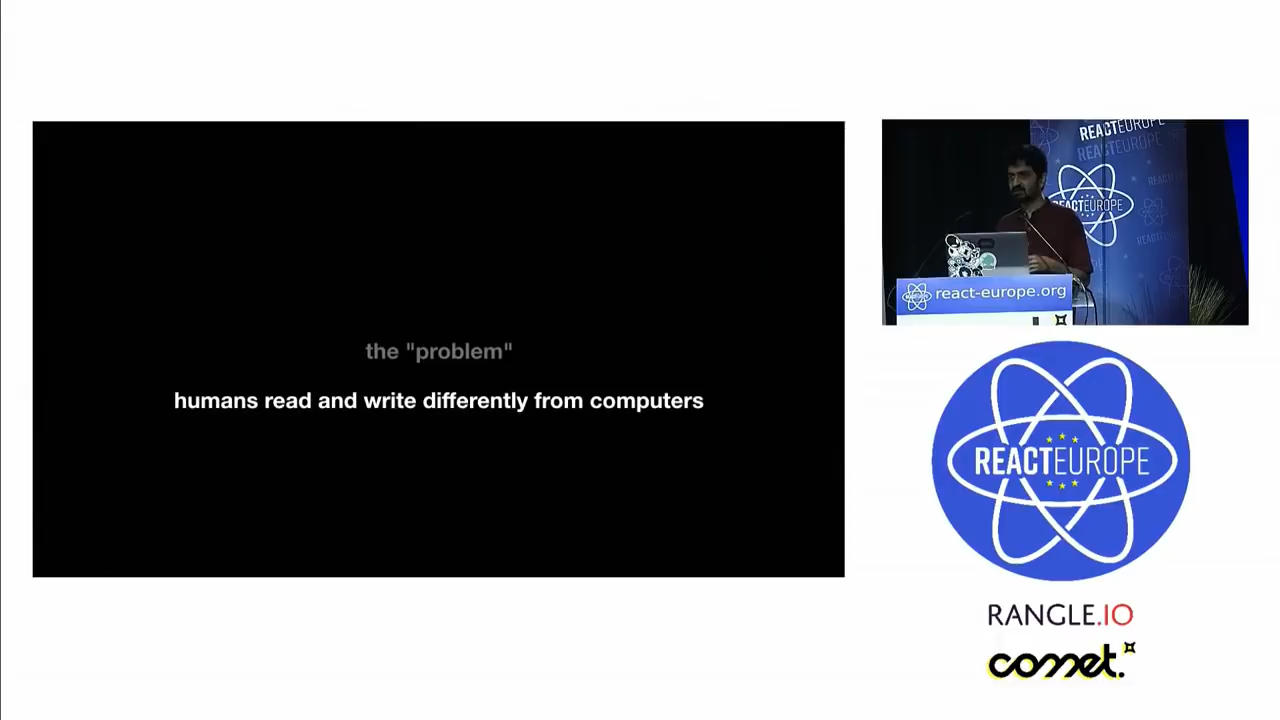 the "problem"
humans read and write differently from computers
REACTEUROPE
REACTEUROPE
REACTEUROPE
react-europe.org
REACTEUROPE
RANGLE.IO
comet.